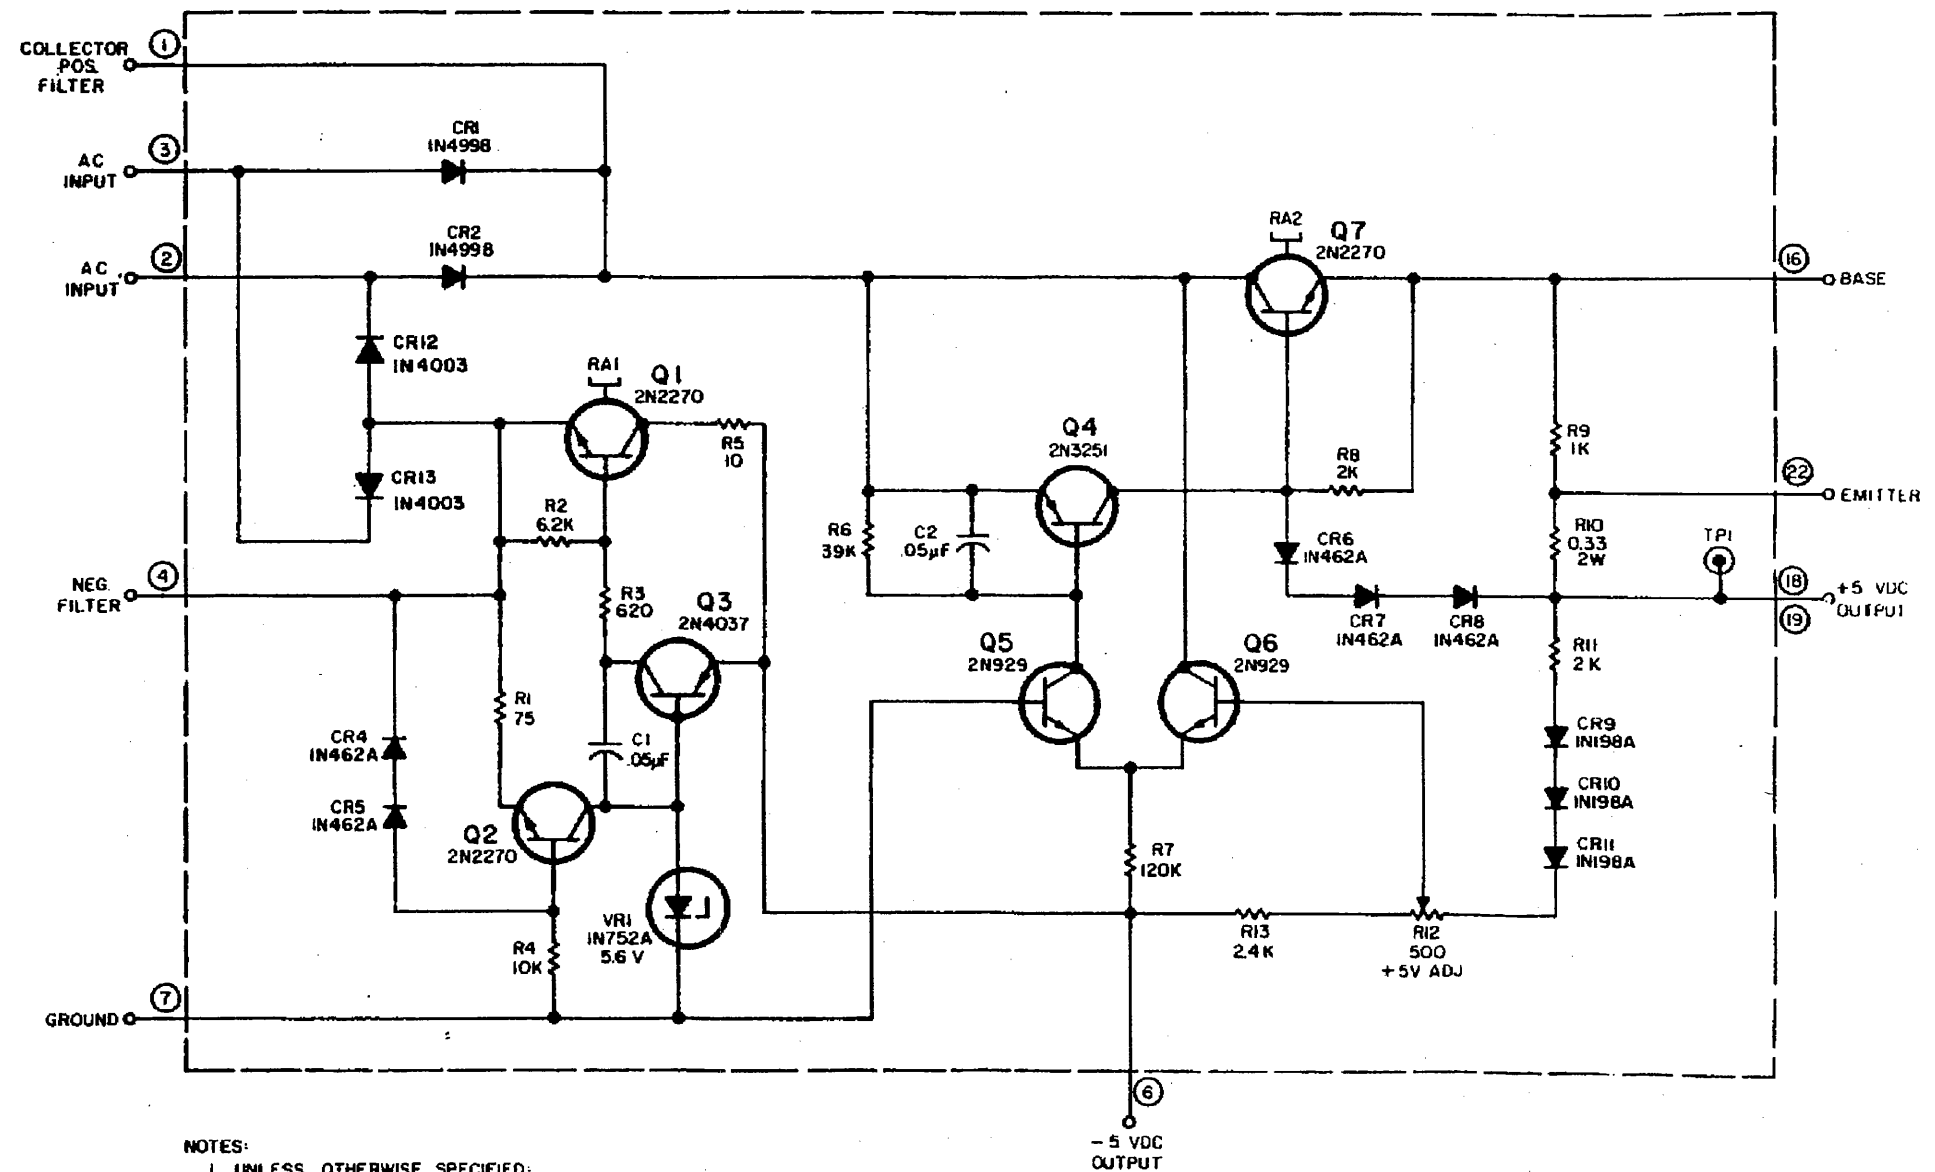 COLLECTOR
POS.
FILTER
1
AC
INPUT
3
CR1
1N4998
AC
INPUT
2
CR2
1N4998
CR12
1N4003
CR13
1N4003
RA1
Q1
2N2270
R5
10
R2
6.2K
R3
620
Q3
2N4037
NEG.
FILTER
4
R1
75
C1
.05µF
CR4
1N462A
CR5
1N462A
Q2
2N2270
R4
10K
VR1
1N752A
5.6 V
GROUND
7
RA2
Q7
2N2270
16
BASE
Q4
2N3251
R8
2K
R9
1K
22
EMITTER
R6
39K
C2
.05µF
CR6
1N462A
R10
0.33
2W
TP1
18
19
+5 VDC
OUTPUT
CR7
1N462A
CR8
1N462A
Q5
2N929
Q6
2N929
R11
2K
CR9
1N198A
CR10
1N198A
CR11
1N198A
R7
120K
R13
2.4K
R12
500
+5V ADJ
6
-5 VDC
OUTPUT
NOTES:
1. UNLESS OTHERWISE SPECIFIED: